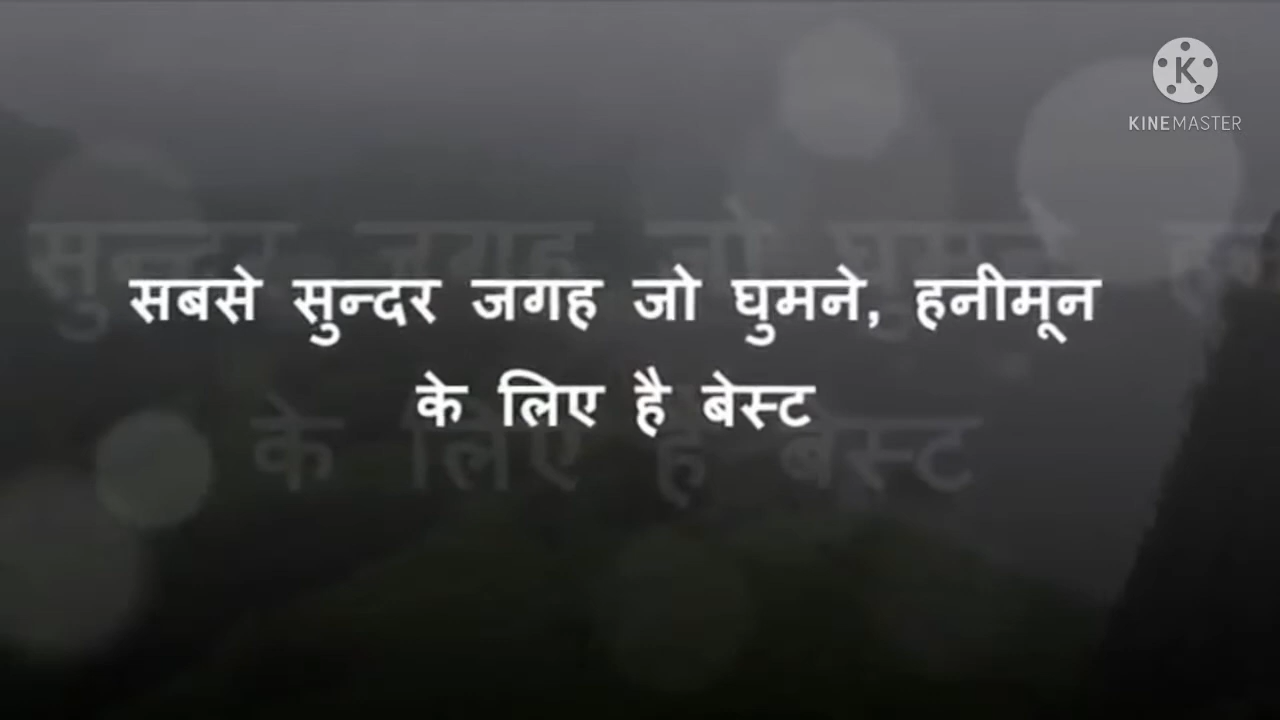 KINEMASTER
सबसे सुन्दर जगह जो घुमने, हनीमून
के लिए है बेस्ट